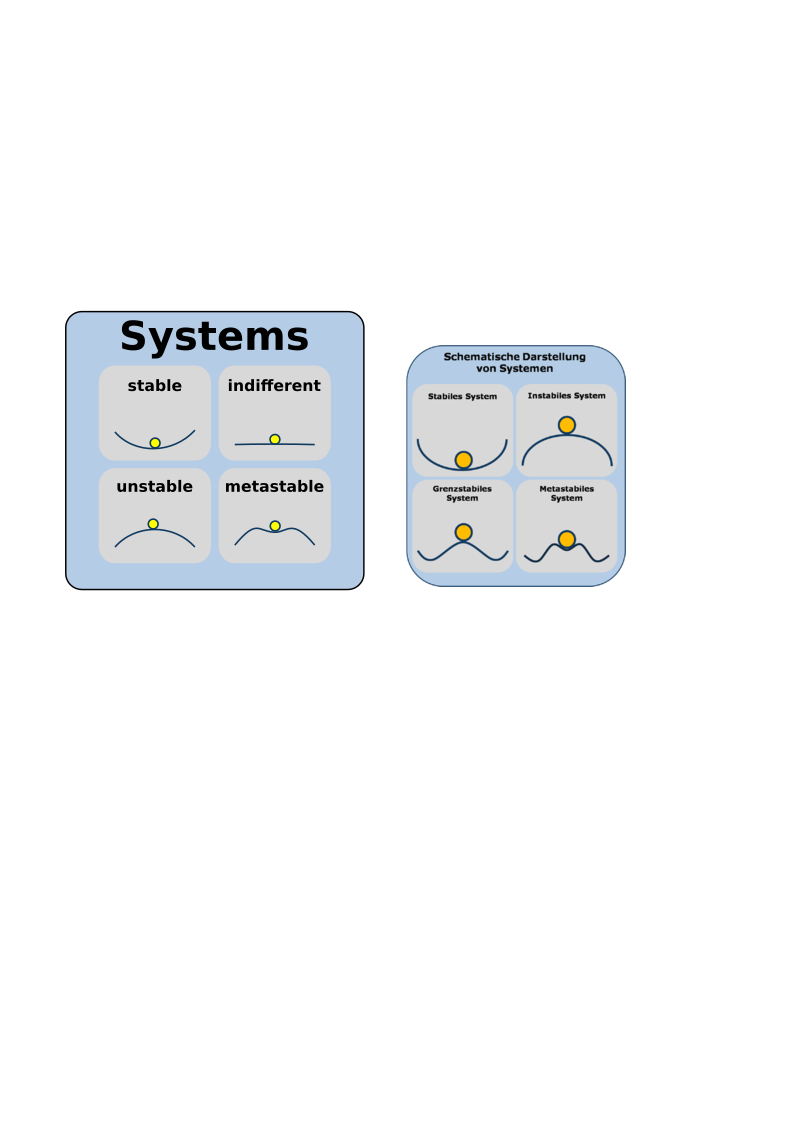 Systems
stable
indifferent
unstable
metastable
Schematische Darstellung
von Systemen
Stabiles System
Instabiles System
Grenzstabiles
System
Metastabiles
System